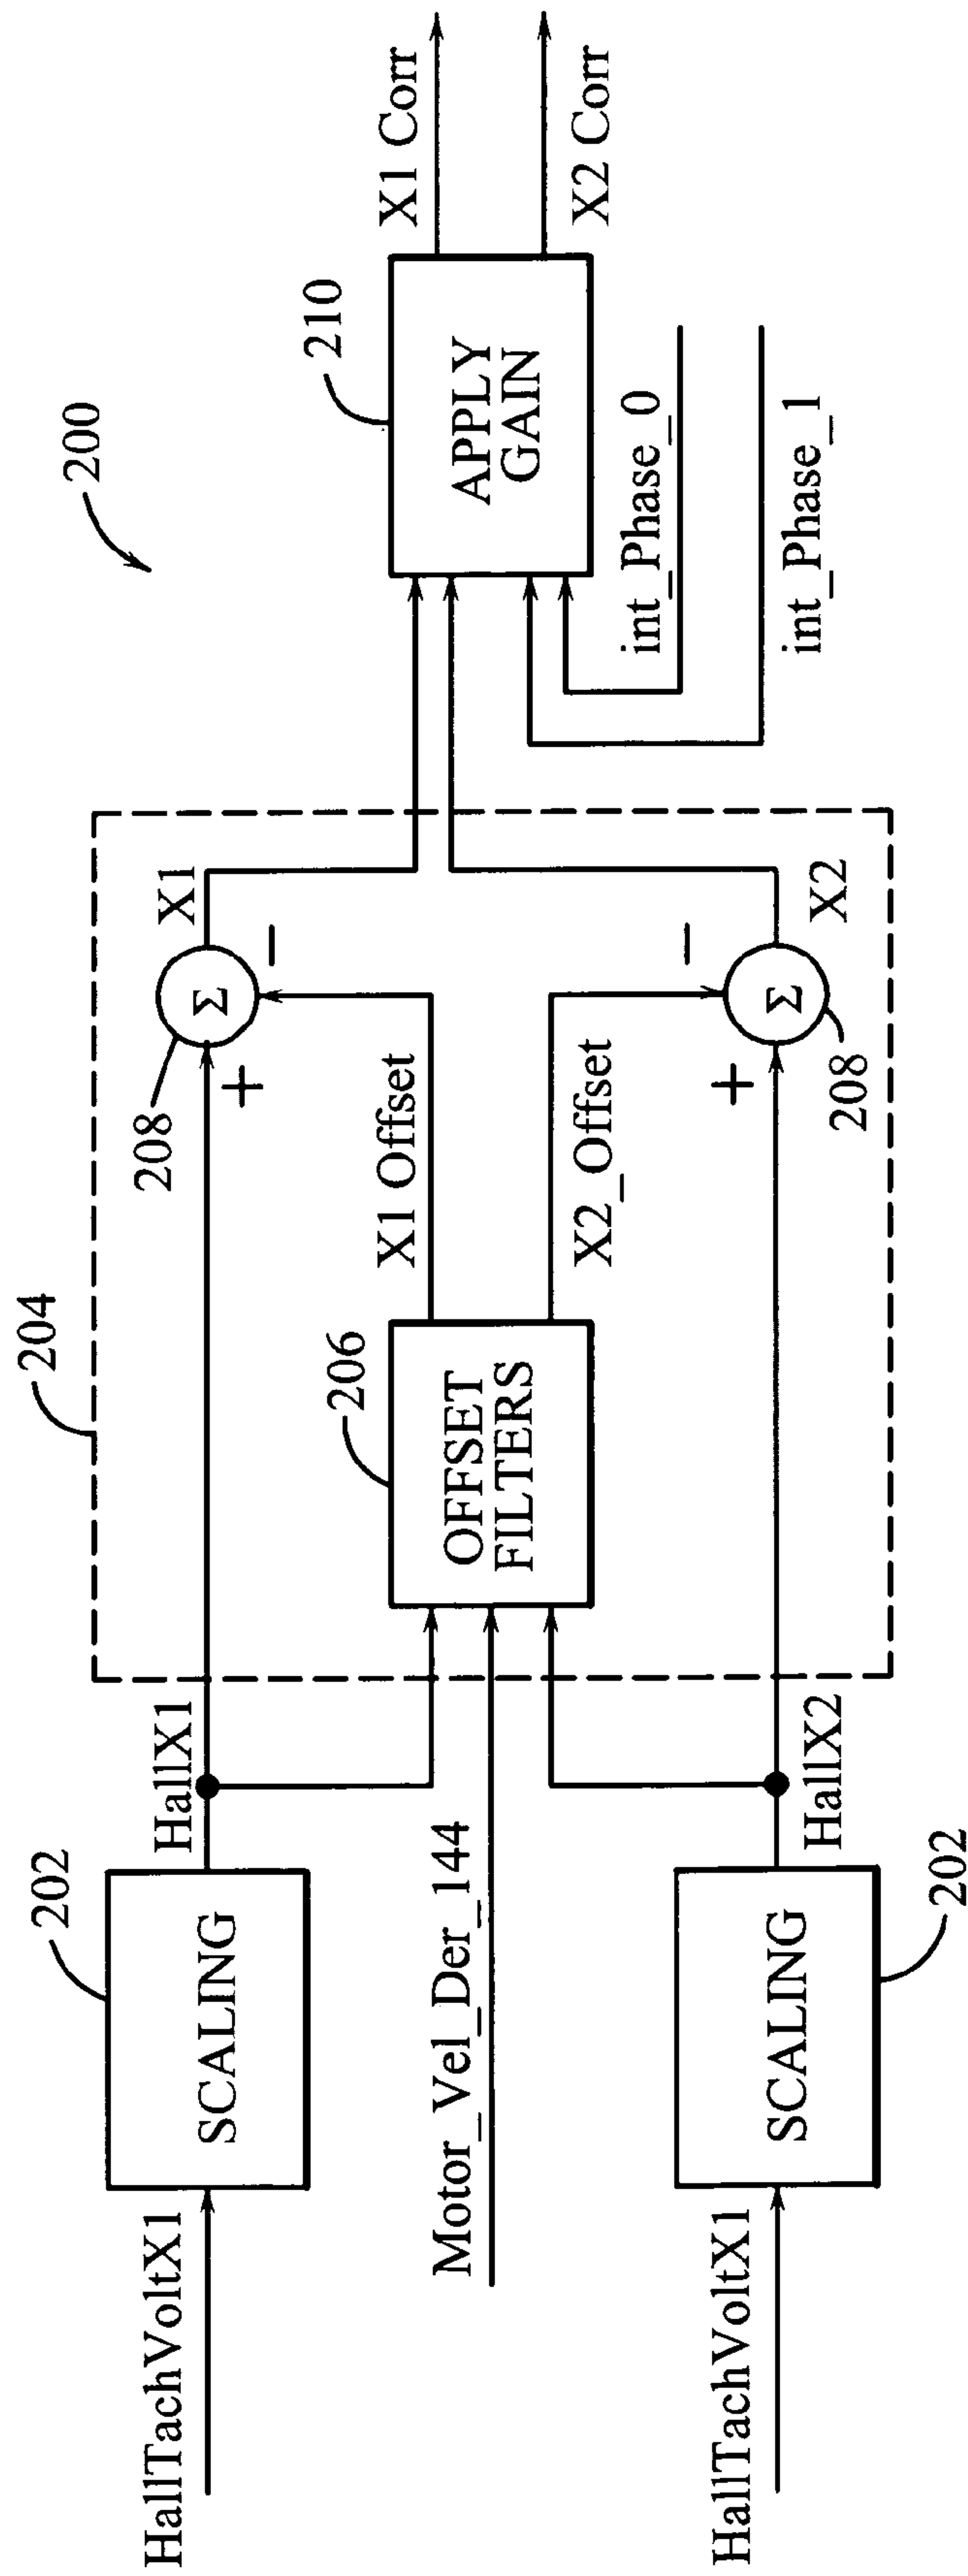 200
204
HallTachVoltX1
202
SCALING
HallX1
208
Σ
+
−
X1
Motor_Vel_Der_144
206
OFFSET
FILTERS
X1 Offset
X2_Offset
210
APPLY
GAIN
X1 Corr
X2 Corr
int_Phase_0
int_Phase_1
HallTachVoltX1
SCALING
202
HallX2
+
−
Σ
208
X2